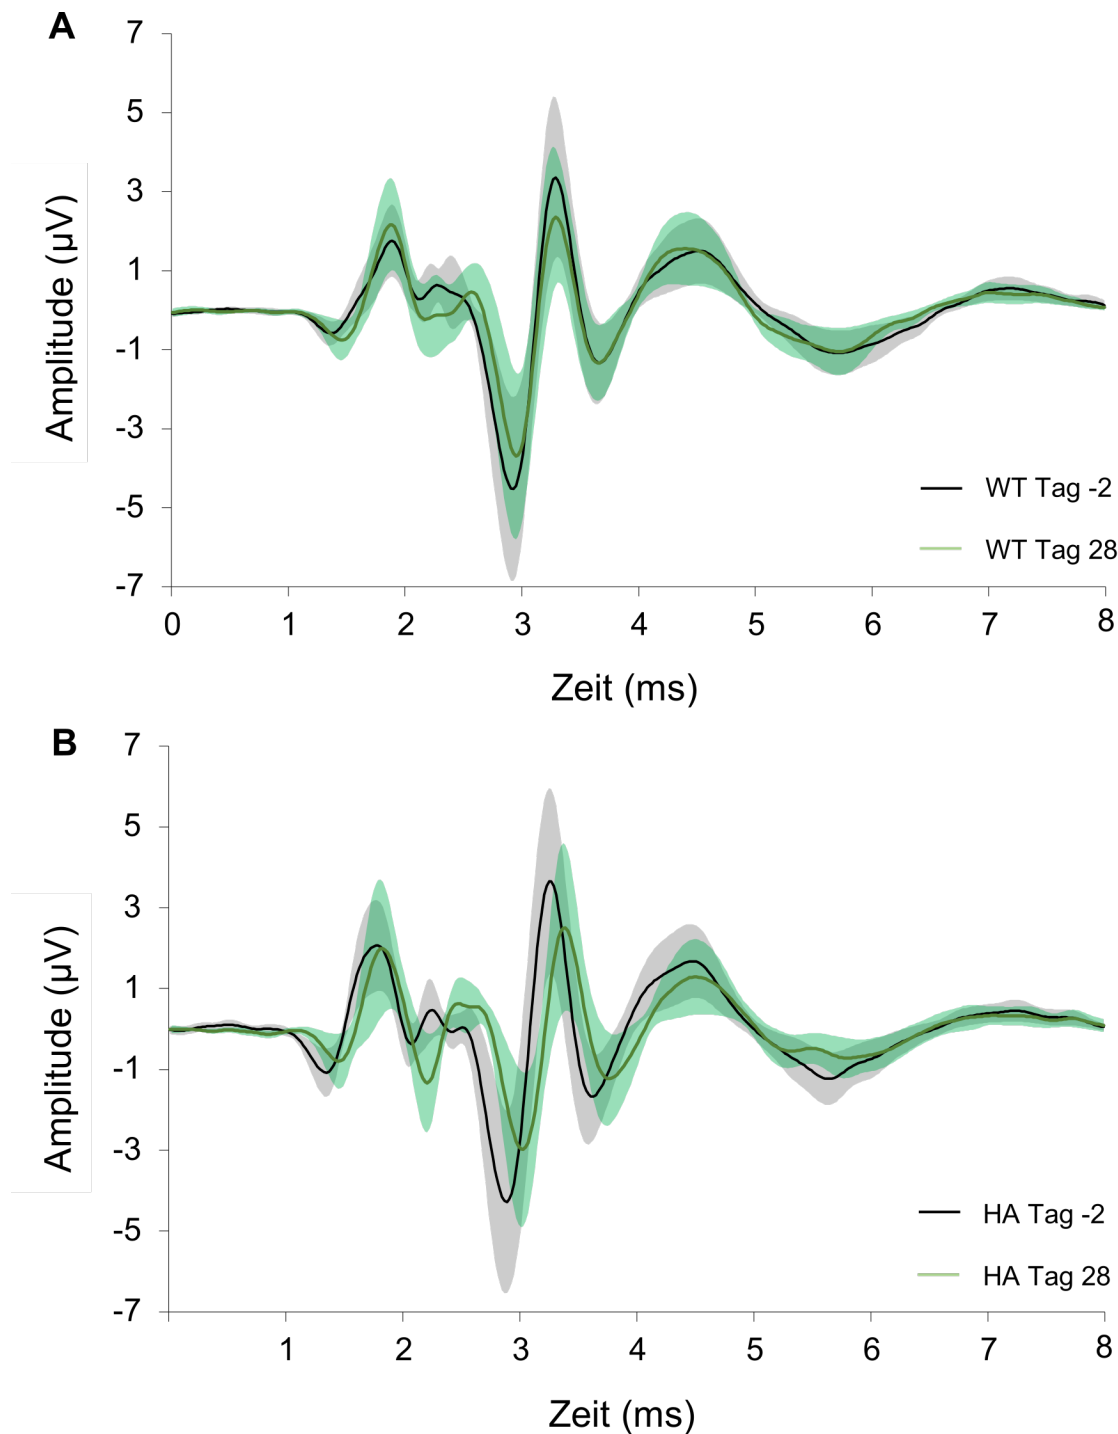 A
7
5
3
1
-1
-3
-5
-7
Amplitude (µV)
0 1 2 3 4 5 6 7 8
Zeit (ms)
WT Tag -2
WT Tag 28
B
7
5
3
1
-1
-3
-5
-7
Amplitude (µV)
1 2 3 4 5 6 7 8
Zeit (ms)
HA Tag -2
HA Tag 28